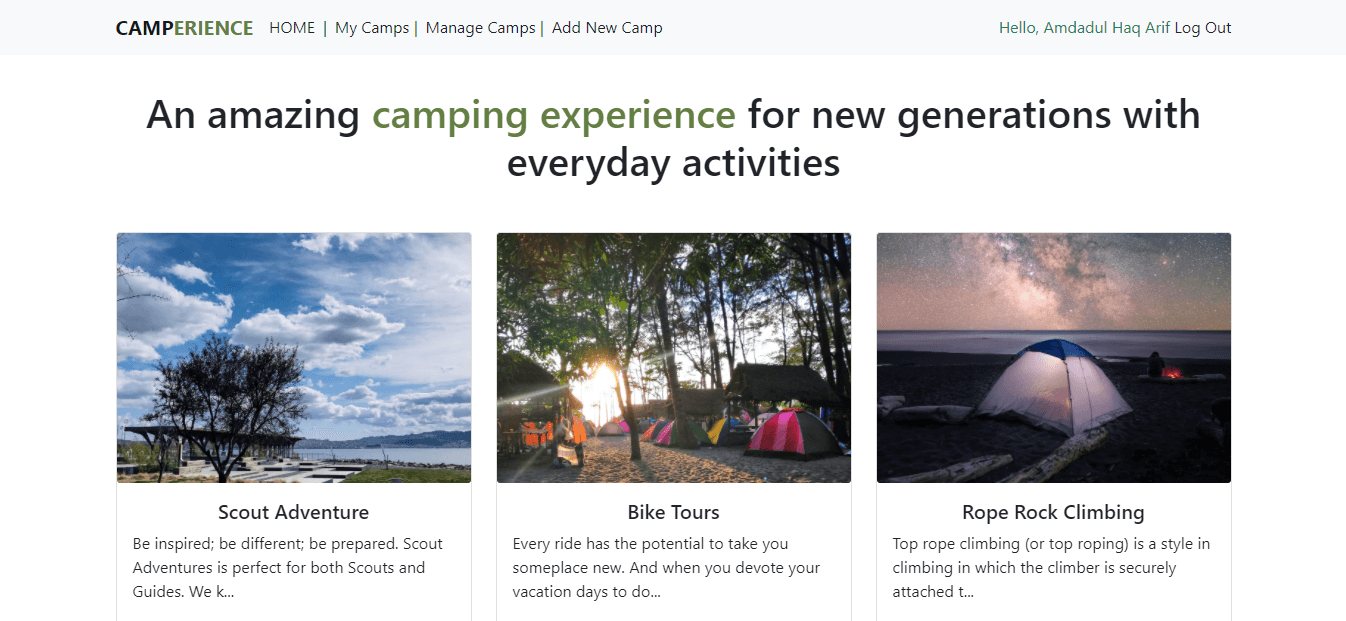 CAMPERIENCE HOME | My Camps | Manage Camps | Add New Camp Hello, Amdadul Haq Arif Log Out
An amazing camping experience for new generations with
everyday activities
Scout Adventure
Be inspired; be different; be prepared. Scout
Adventures is perfect for both Scouts and
Guides. We k...
Bike Tours
Every ride has the potential to take you
someplace new. And when you devote your
vacation days to do...
Rope Rock Climbing
Top rope climbing (or top roping) is a style in
climbing in which the climber is securely
attached t...